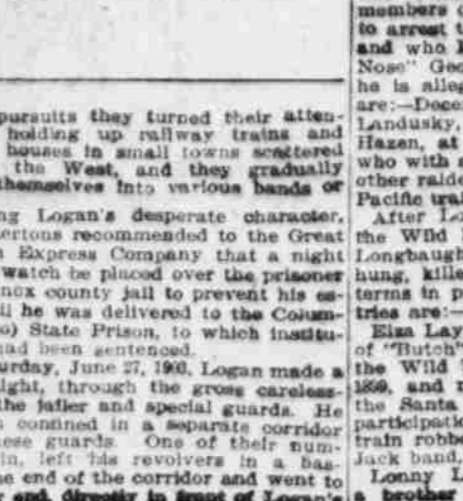 pursuits they turned their atten-
holding up railway trains and
houses in small towns scattered
the West, and they gradually
themselves into various bands or
ng Logan's desperate character,
ertons recommended to the Great
Express Company that a night
watch be placed over the prisoner
nox county jail to prevent his es-
il he was delivered to the Colum-
o) State Prison, to which institu-
had been sentenced.
urday, June 27, 1903, Logan made a
ight, through the gross careless-
the jailer and special guards. He
confined in a separate corridor
hese guards. One of their num-
in, left his revolvers in a bas-
he end of the corridor and went to
and, directly in front of Logan's
members
to arrest
and who
Nose" Geo
he is alleg
are:—Dece
Landusky,
Hazen, at
who with
other raide
Pacific trai
After Lo
the Wild
Longbaugh
hung, kille
terms in p
tries are:—
Elza Lay
of "Butch"
the Wild
1899, and
the Santa
participatio
train robbe
Jack band,
Lonny L
a brother